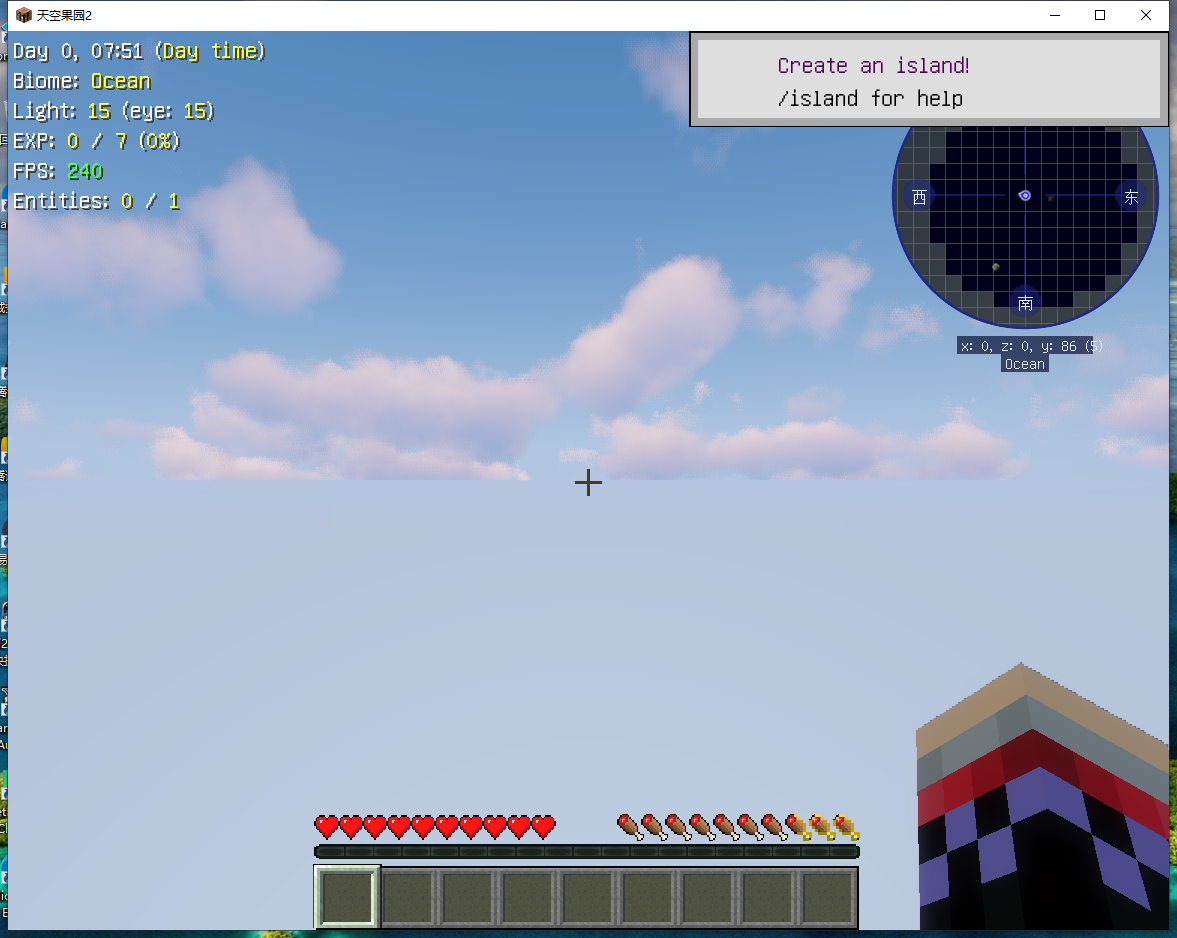 天空果园2
Day 0, 07:51 (Day time)
Biome: Ocean
Light: 15 (eye: 15)
EXP: 0 / 7 (0%)
FPS: 240
Entities: 0 / 1
Create an island!
/island for help
西
东
南
x: 0, z: 0, y: 86 (5)
Ocean